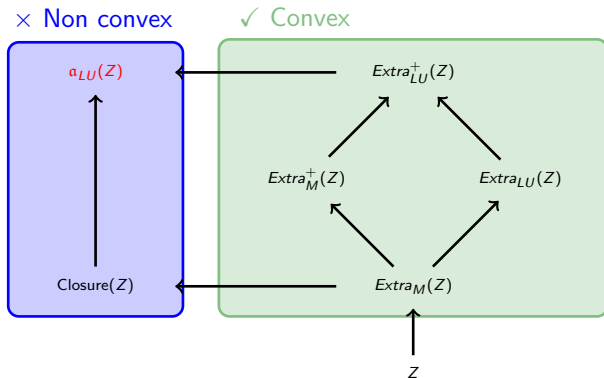 × Non convex
✓ Convex
𝔞_LU(Z)
Extra⁺_LU(Z)
Extra⁺_M(Z)
Extra_LU(Z)
Closure(Z)
Extra_M(Z)
Z